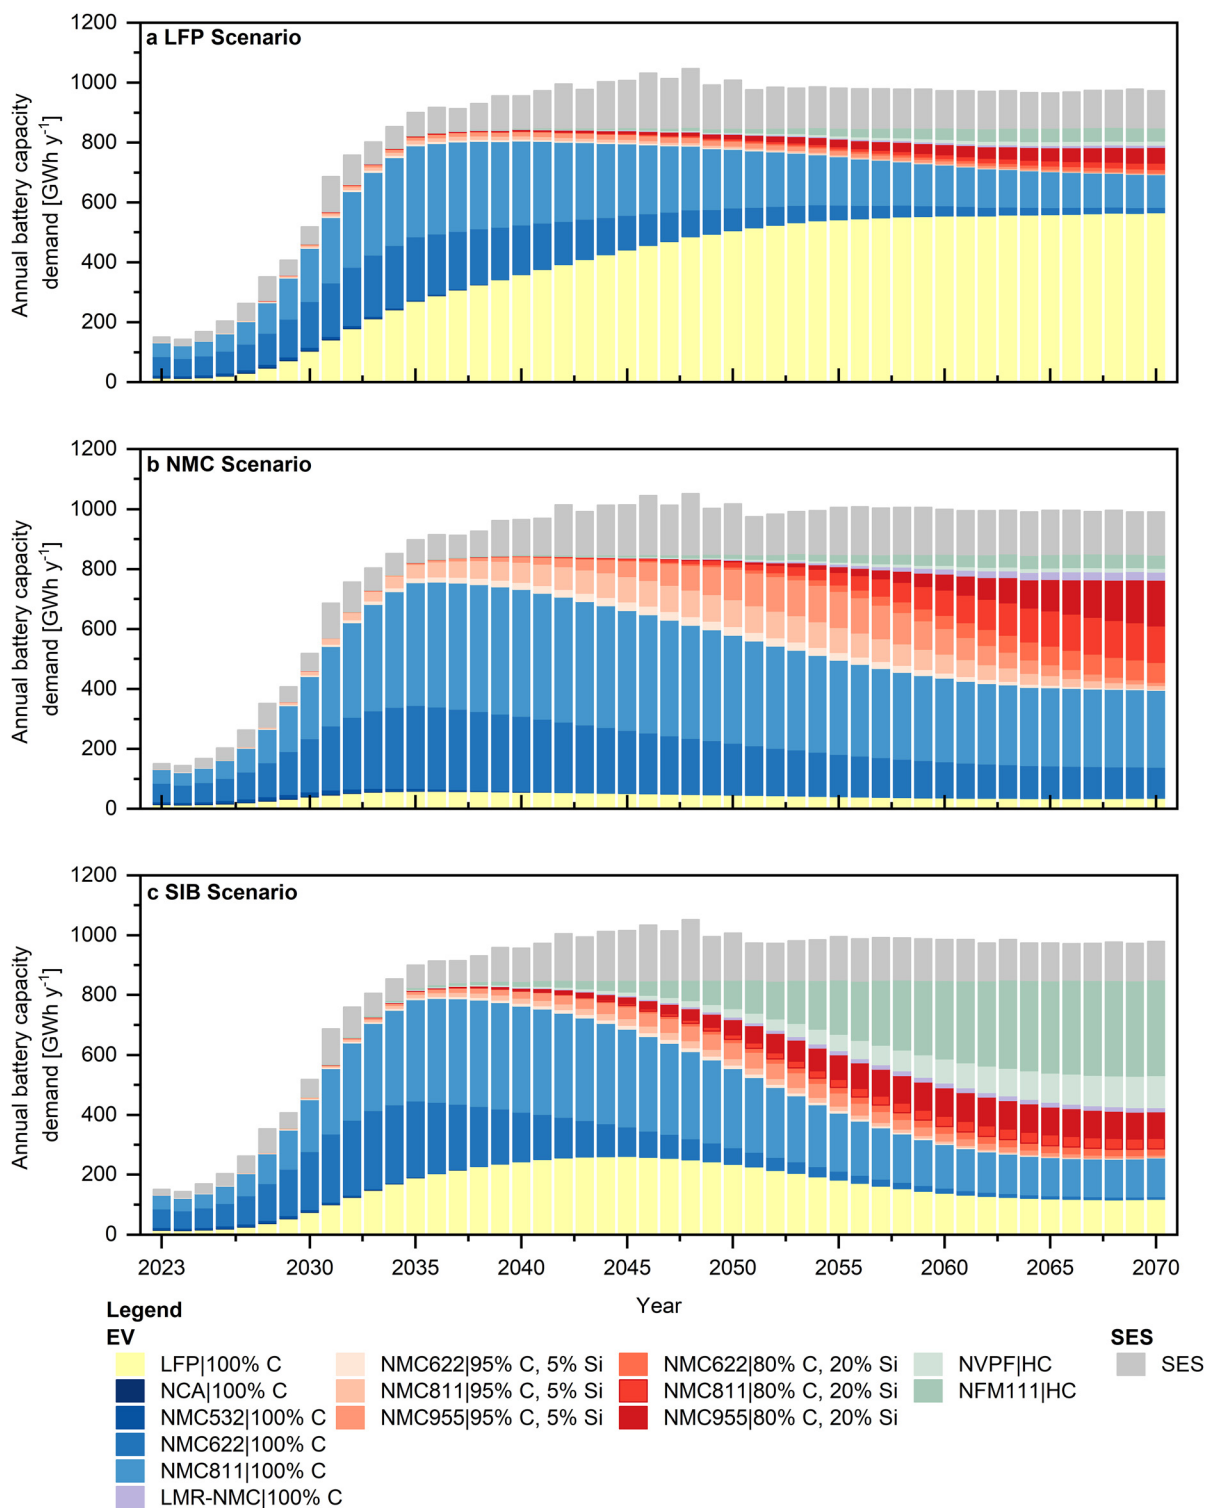 a LFP Scenario
Annual battery capacity
demand [GWh y⁻¹]
1200
1000
800
600
400
200
0
b NMC Scenario
Annual battery capacity
demand [GWh y⁻¹]
1200
1000
800
600
400
200
0
c SIB Scenario
Annual battery capacity
demand [GWh y⁻¹]
1200
1000
800
600
400
200
0
2023 2030 2035 2040 2045 2050 2055 2060 2065 2070
Year
Legend
EV
LFP|100% C
NCA|100% C
NMC532|100% C
NMC622|100% C
NMC811|100% C
LMR-NMC|100% C
NMC622|95% C, 5% Si
NMC811|95% C, 5% Si
NMC955|95% C, 5% Si
NMC622|80% C, 20% Si
NMC811|80% C, 20% Si
NMC955|80% C, 20% Si
NVPF|HC
NFM111|HC
SES
SES